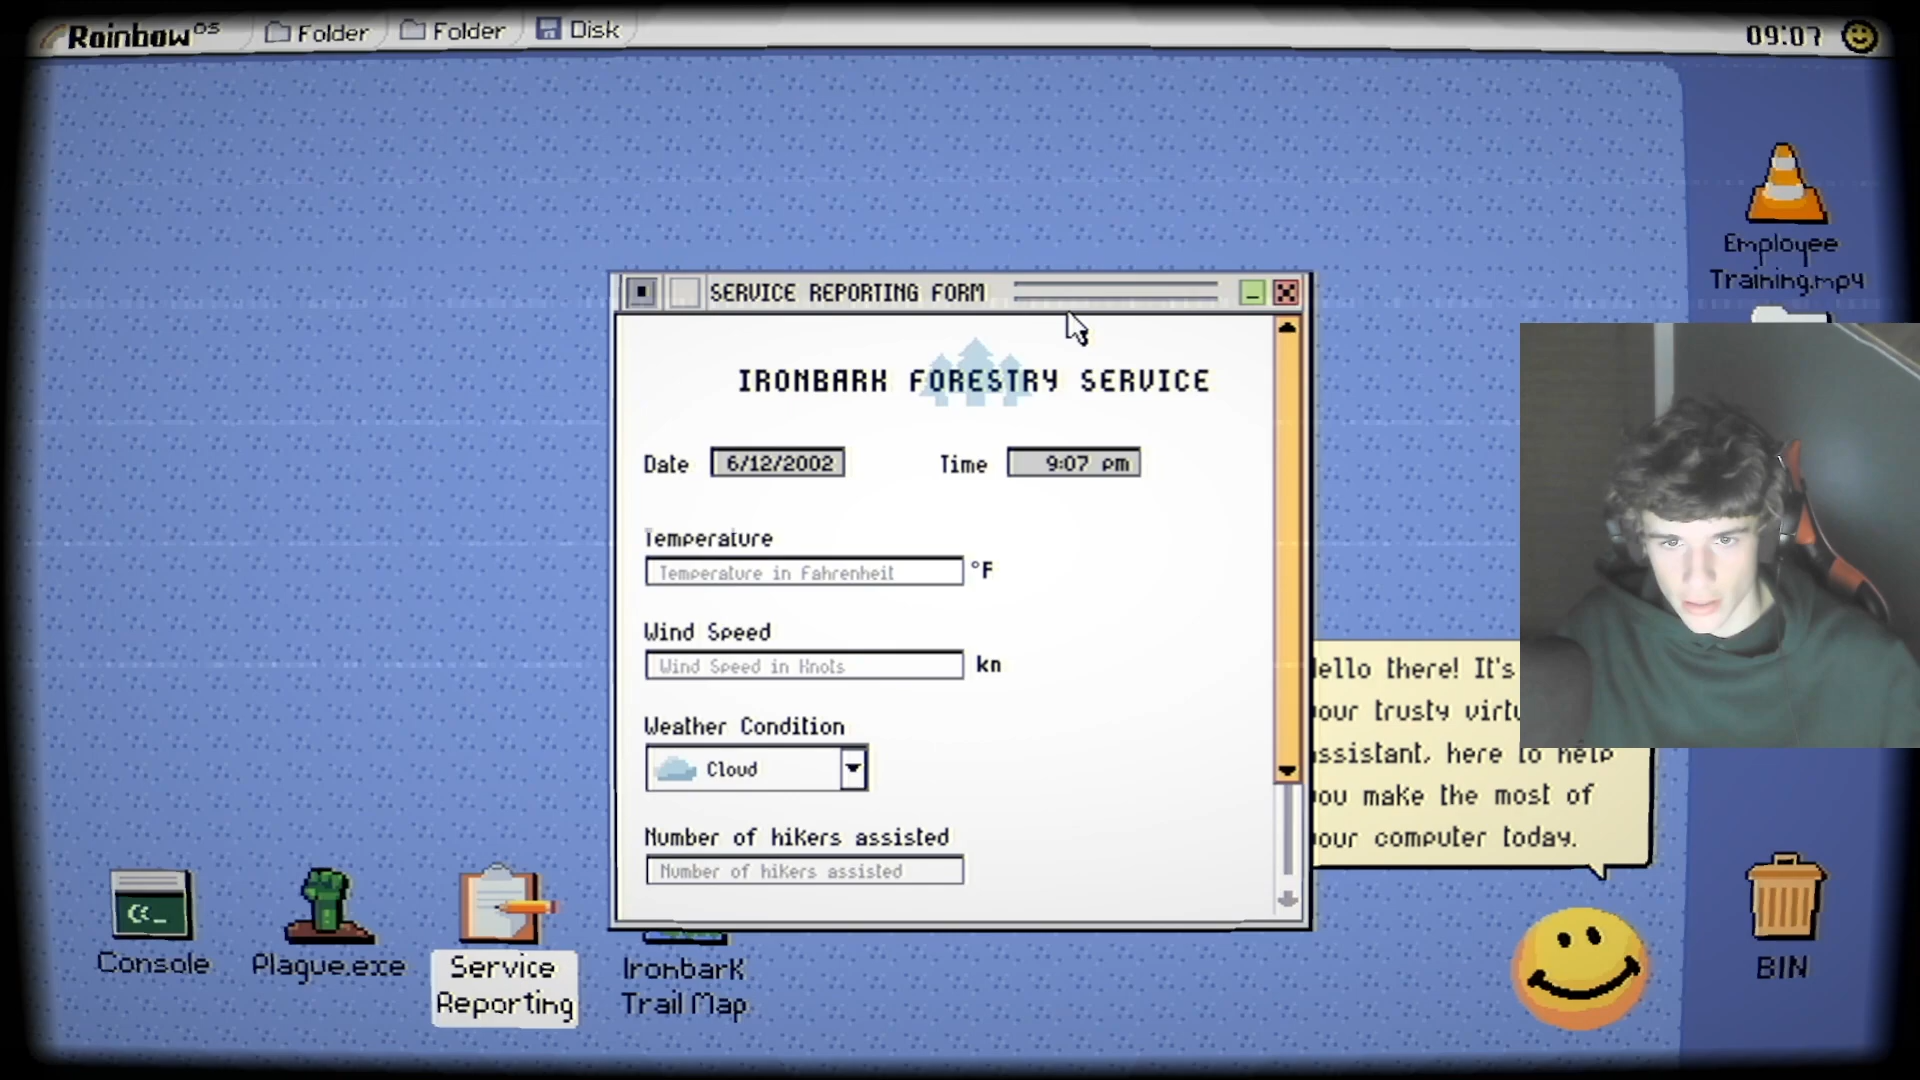 Rainbow OS
Folder
Folder
Disk
09:07
Employee
Training.mp4
SERVICE REPORTING FORM
IRONBARK FORESTRY SERVICE
Date 6/12/2002 Time 9:07 pm
Temperature
Temperature in Fahrenheit °F
Wind Speed
Wind Speed in Knots kn
Weather Condition
Cloud
Number of hikers assisted
Number of hikers assisted
ello there! It's
our trusty
ssistant, here to help
ou make the most of
our computer today.
Console
Plague.exe
Service
Reporting
Ironbark
Trail Map
BIN